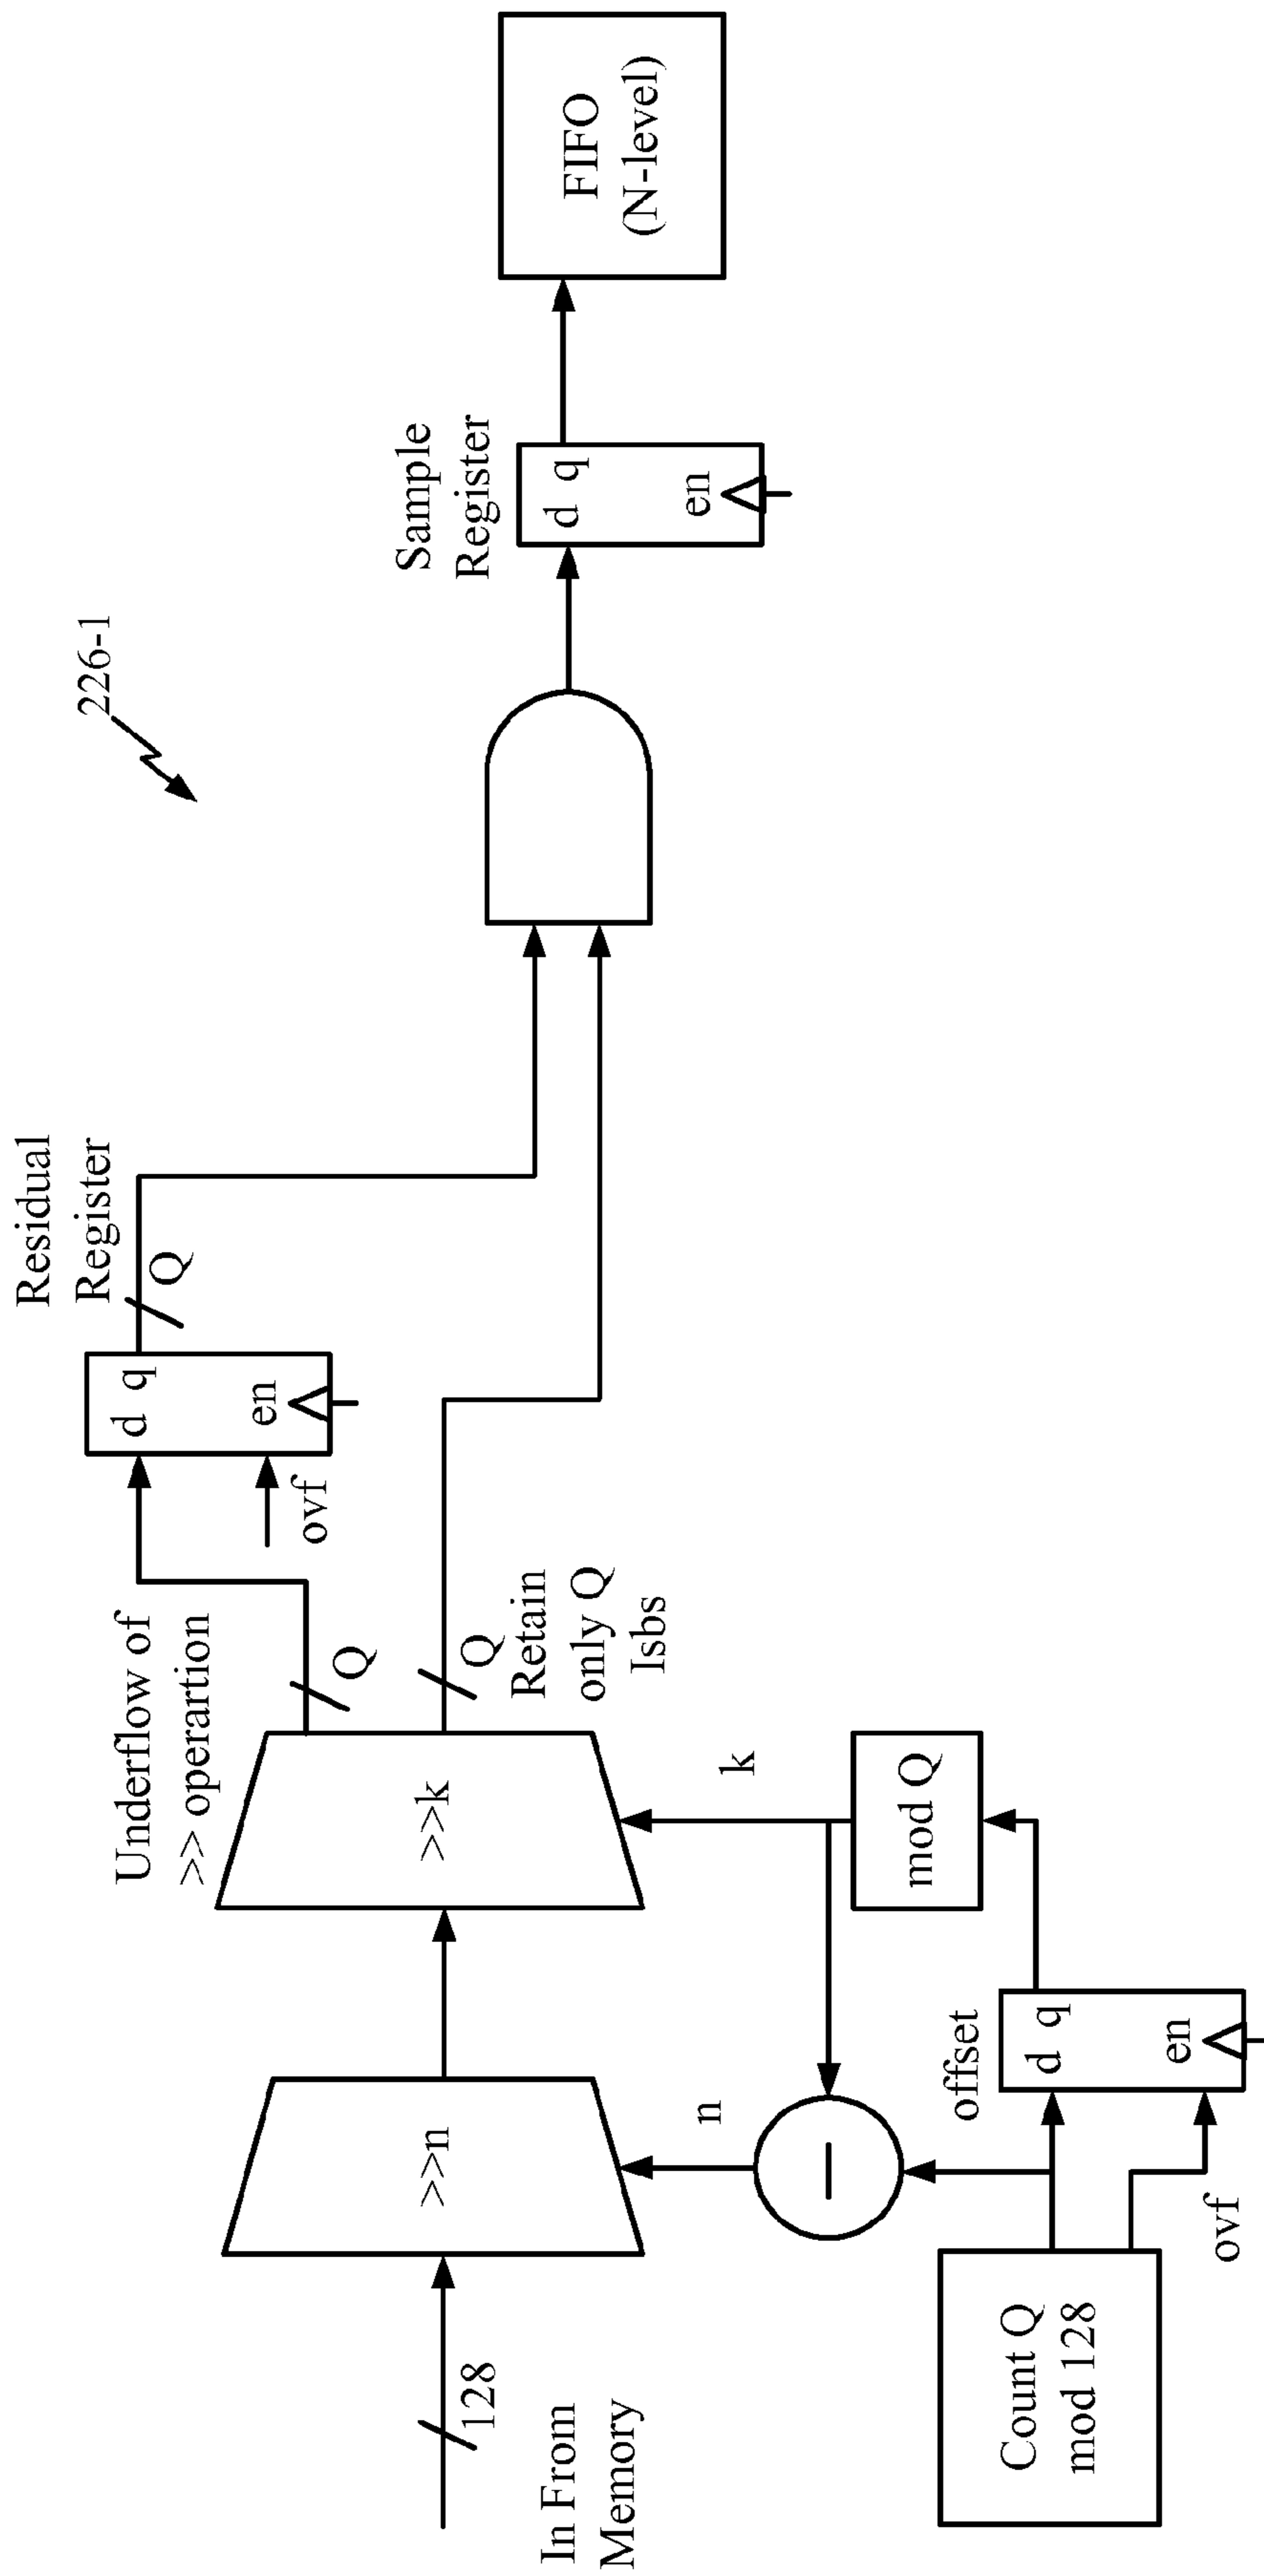 226-1
In From
Memory
128
>>n
n
Count Q
mod 128
ovf
offset
d q
en
mod Q
k
>>k
Underflow of
>> operartion
Q
Q
Retain
only Q
lsbs
ovf
d q
en
Residual
Register
Q
Sample
Register
d q
en
FIFO
(N-level)